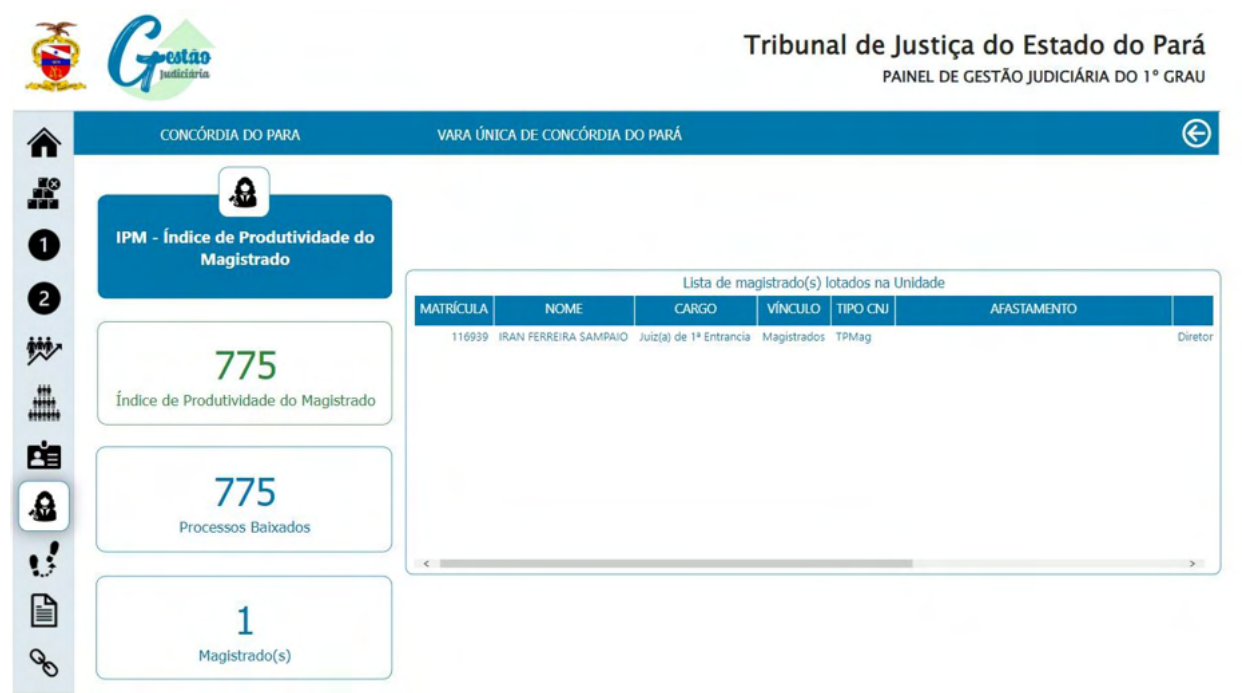 Gestão
Judiciária
Tribunal de Justiça do Estado do Pará
PAINEL DE GESTÃO JUDICIÁRIA DO 1º GRAU
CONCÓRDIA DO PARA
VARA ÚNICA DE CONCÓRDIA DO PARÁ
IPM - Índice de Produtividade do
Magistrado
1
2
775
Índice de Produtividade do Magistrado
775
Processos Baixados
1
Magistrado(s)
Lista de magistrado(s) lotados na Unidade
MATRÍCULA NOME CARGO VÍNCULO TIPO CNJ AFASTAMENTO
116939 IRAN FERREIRA SAMPAIO Juiz(a) de 1ª Entrancia Magistrados TPMag Diretor